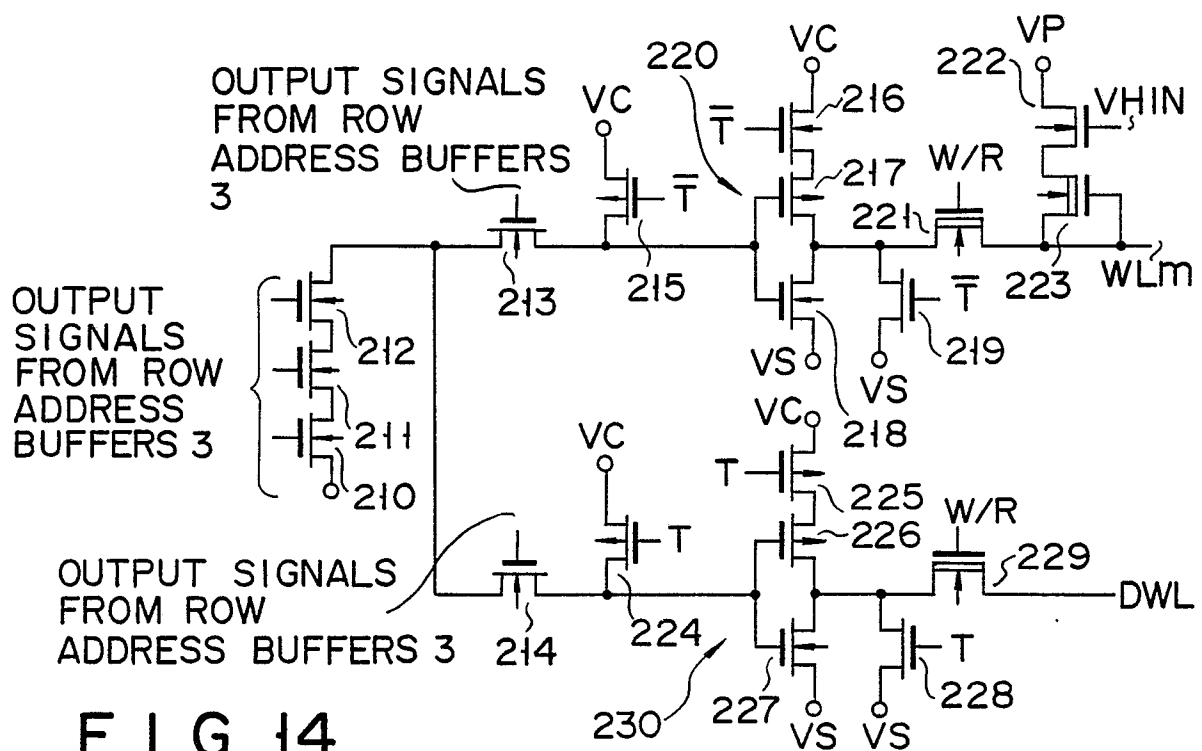 OUTPUT SIGNALS
FROM ROW
ADDRESS BUFFERS
3
VC
T̅
213
215
220
VC
T̅
216
217
218
VS
VS
219
T̅
221
W/R
222
VP
VHIN
223
WLm
OUTPUT
SIGNALS
FROM ROW
ADDRESS
BUFFERS 3
212
211
210
OUTPUT SIGNALS
FROM ROW
ADDRESS BUFFERS 3
214
VC
T
224
VC
T
225
226
227
230
VS
VS
228
T
W/R
229
DWL
FIG 14